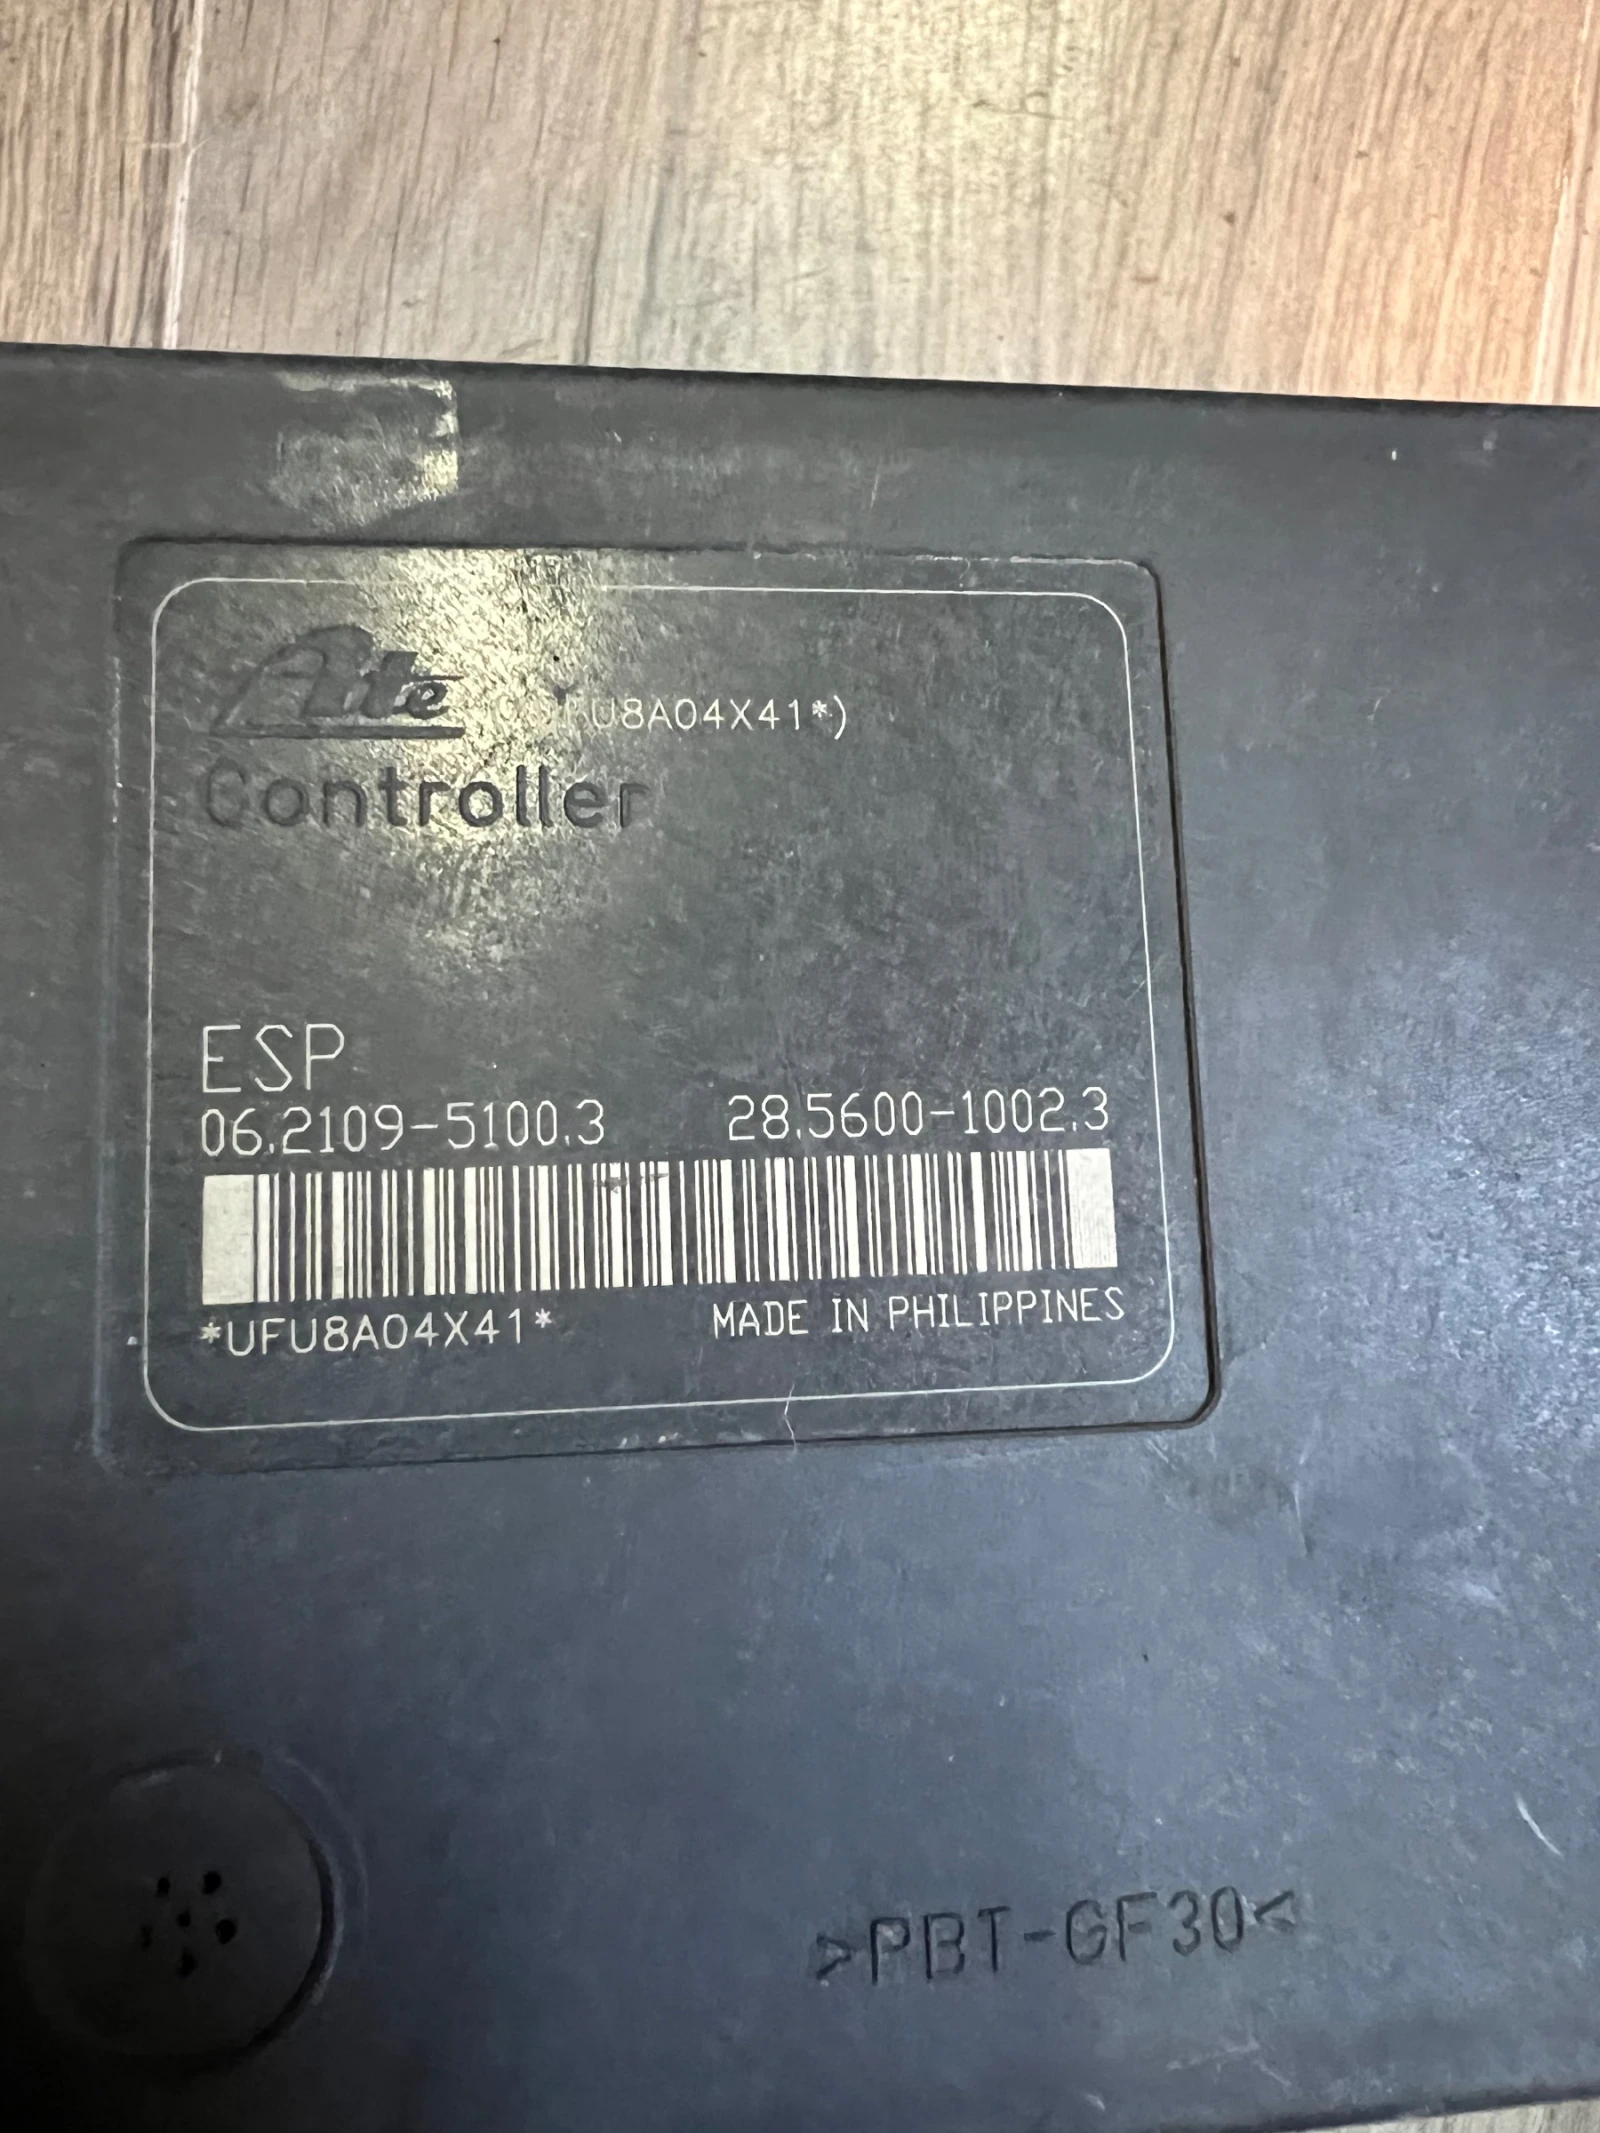 Ate
U8A04X41*)
Controller
ESP
06.2109-5100.3 28.5600-1002.3
*UFU8A04X41* MADE IN PHILIPPINES
>PBT-GF30<